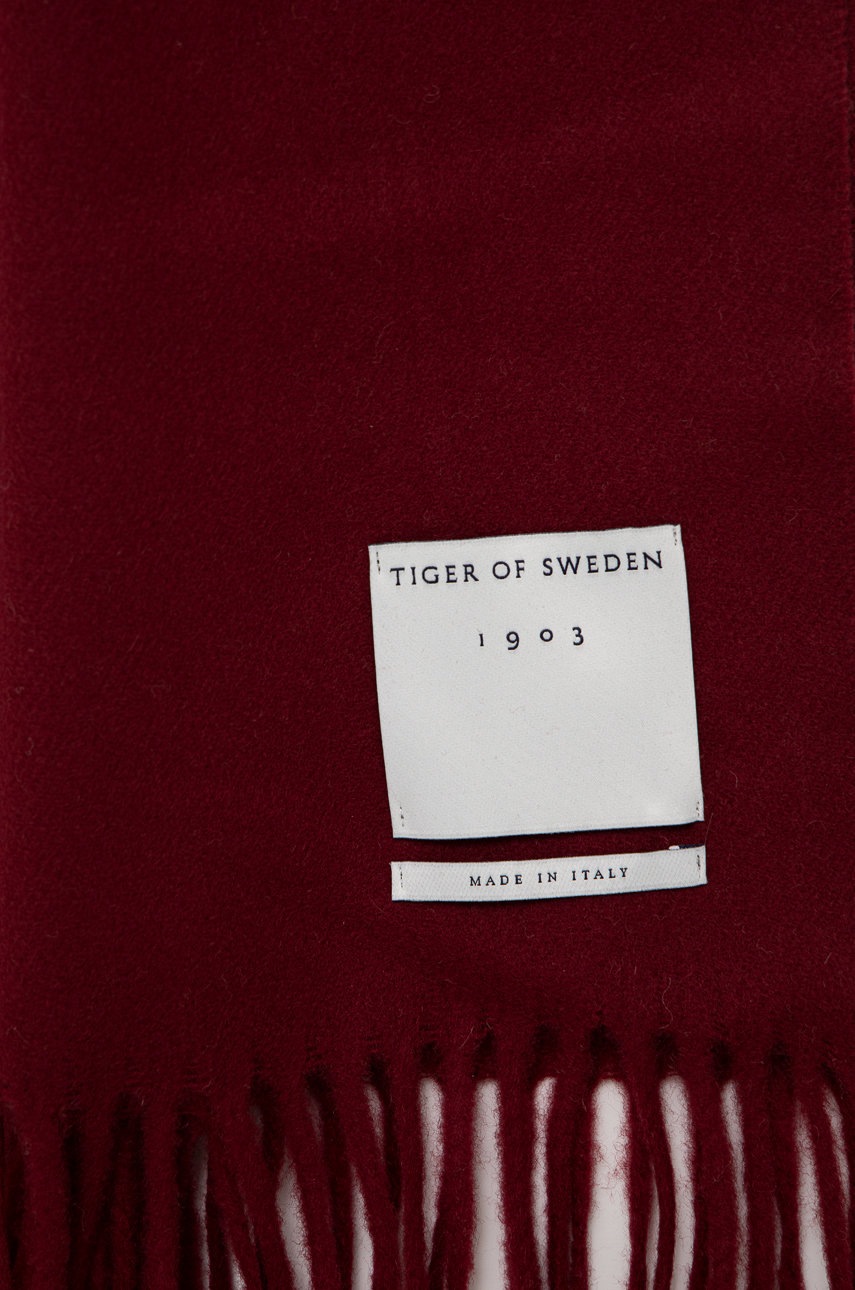 TIGER OF SWEDEN
1903
MADE IN ITALY